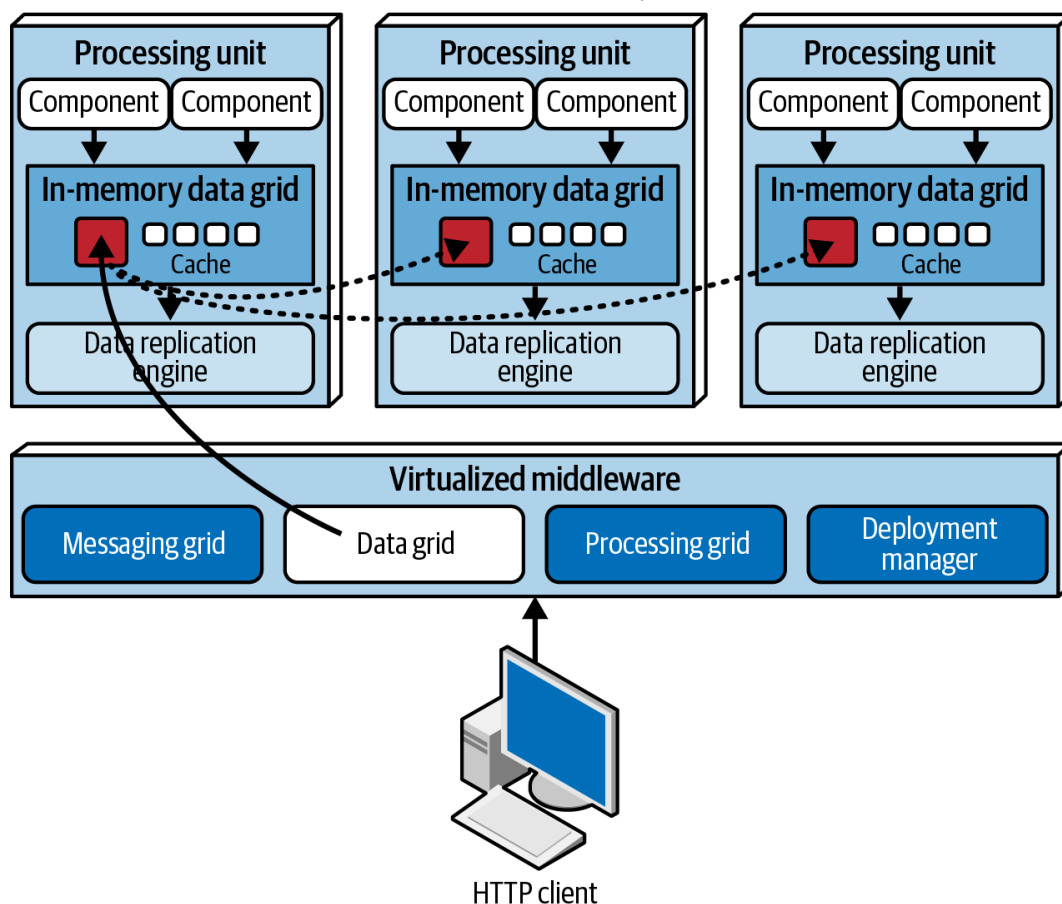 Processing unit
Component
Component
In-memory data grid
Cache
Data replication
engine
Processing unit
Component
Component
In-memory data grid
Cache
Data replication
engine
Processing unit
Component
Component
In-memory data grid
Cache
Data replication
engine
Virtualized middleware
Messaging grid
Data grid
Processing grid
Deployment
manager
HTTP client